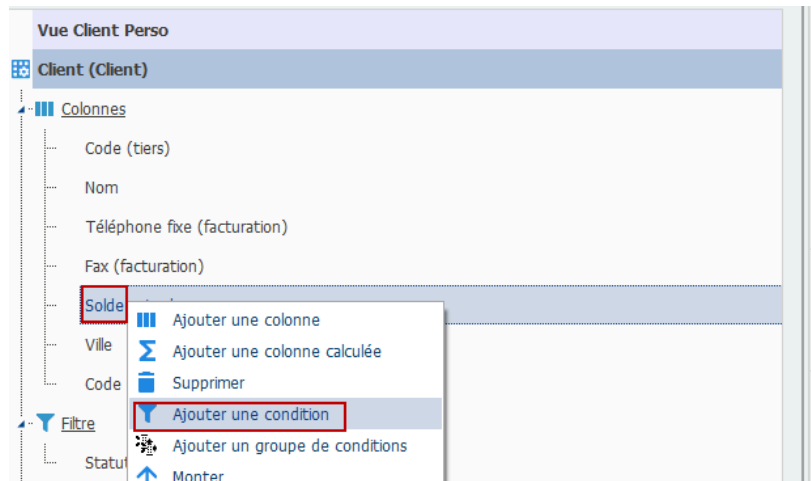 Vue Client Perso
Client (Client)
Colonnes
Code (tiers)
Nom
Téléphone fixe (facturation)
Fax (facturation)
Solde
Ajouter une colonne
Ville
Ajouter une colonne calculée
Code
Supprimer
Ajouter une condition
Filtre
Ajouter un groupe de conditions
Statut
Monter